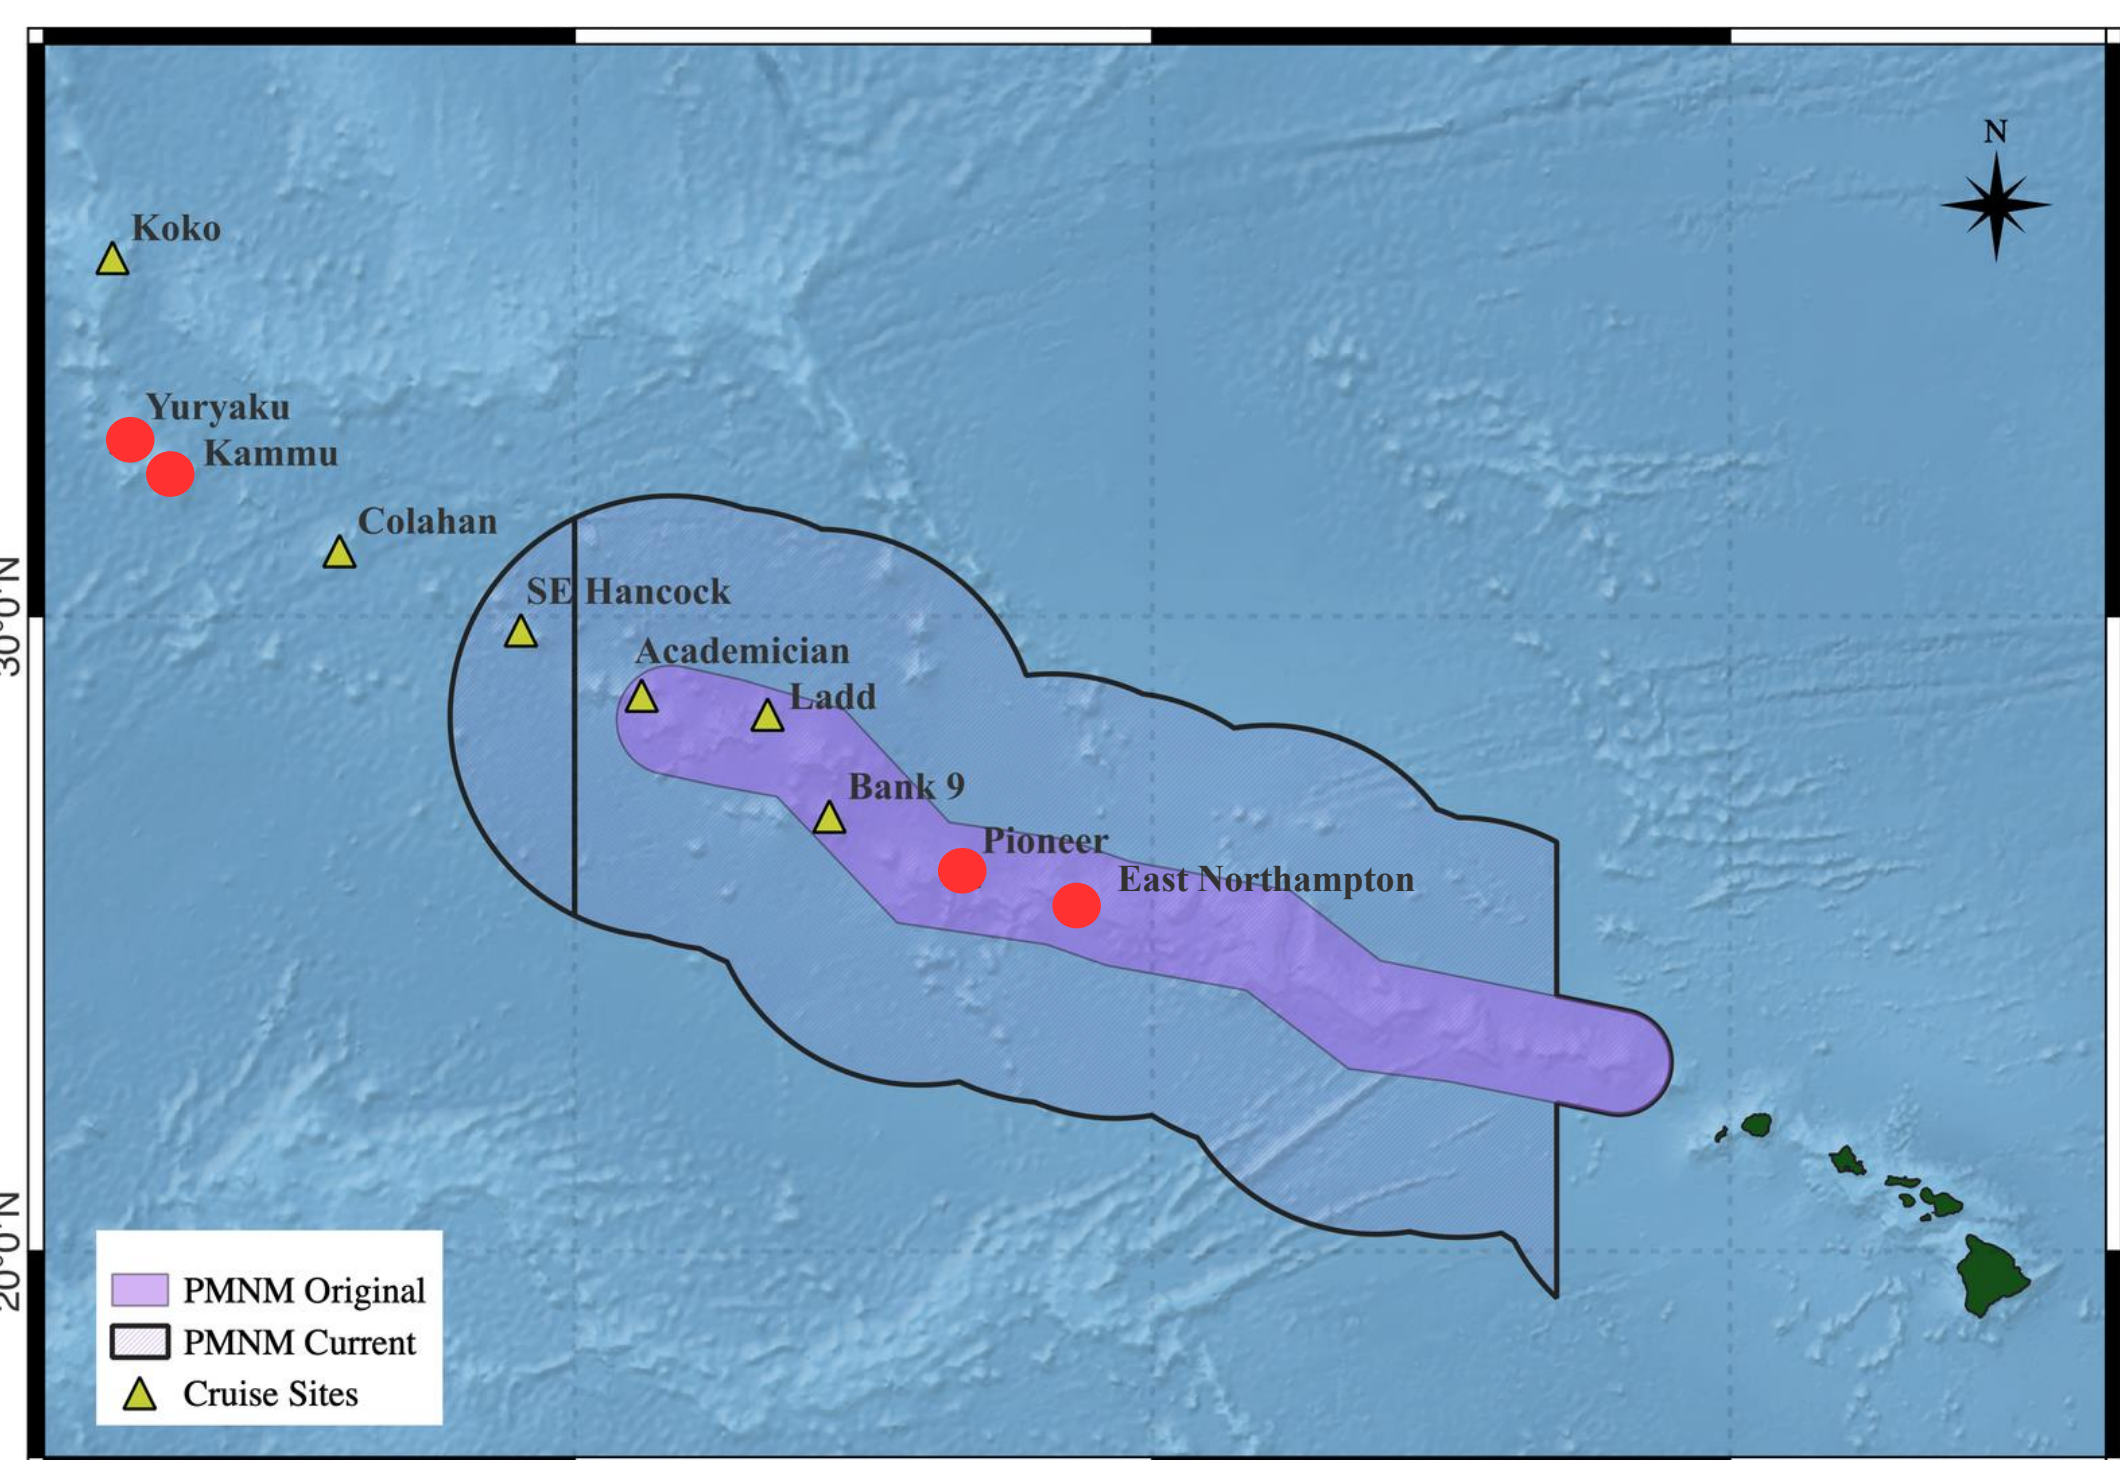 N
Koko
Yuryaku
Kammu
Colahan
30°0'N
SE Hancock
Academician
Ladd
Bank 9
Pioneer
East Northampton
20°0'N
PMNM Original
PMNM Current
Cruise Sites